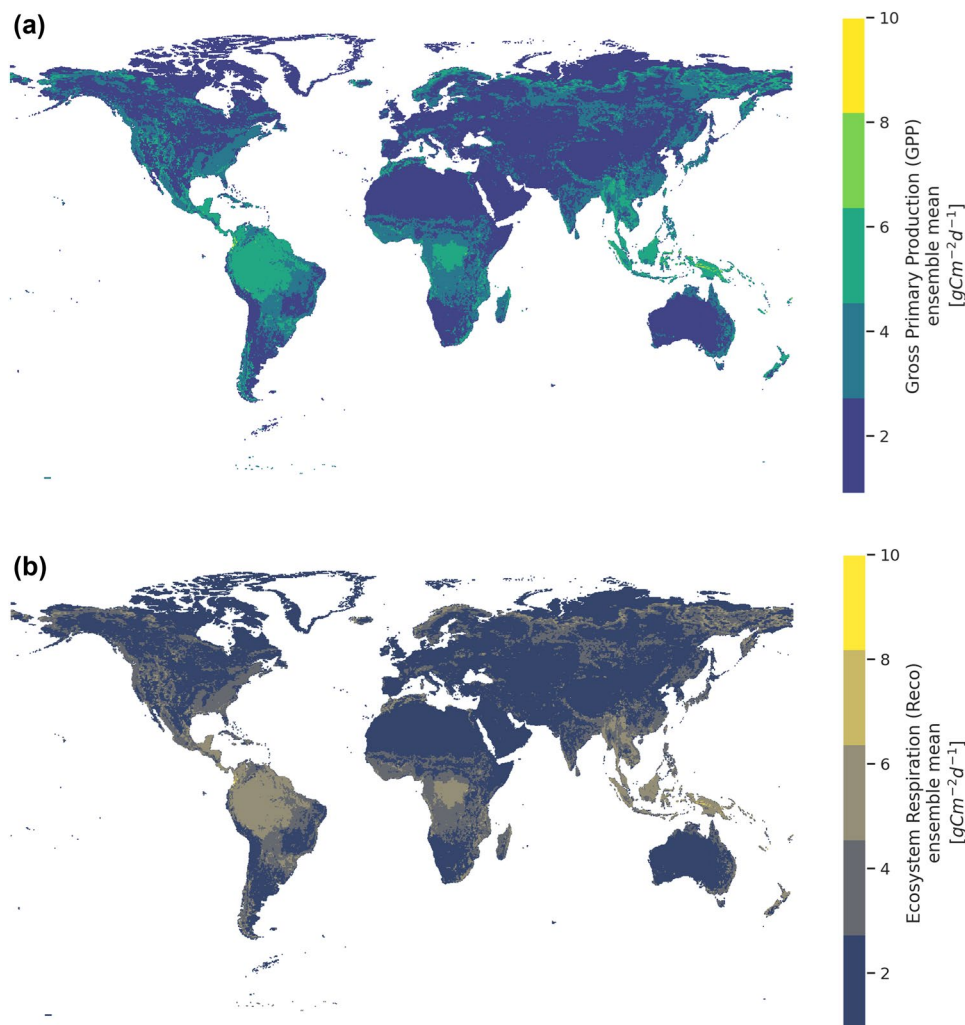 (a)
10
8
6
4
2
Gross Primary Production (GPP)
ensemble mean
[gCm⁻²d⁻¹]
(b)
10
8
6
4
2
Ecosystem Respiration (Reco)
ensemble mean
[gCm⁻²d⁻¹]